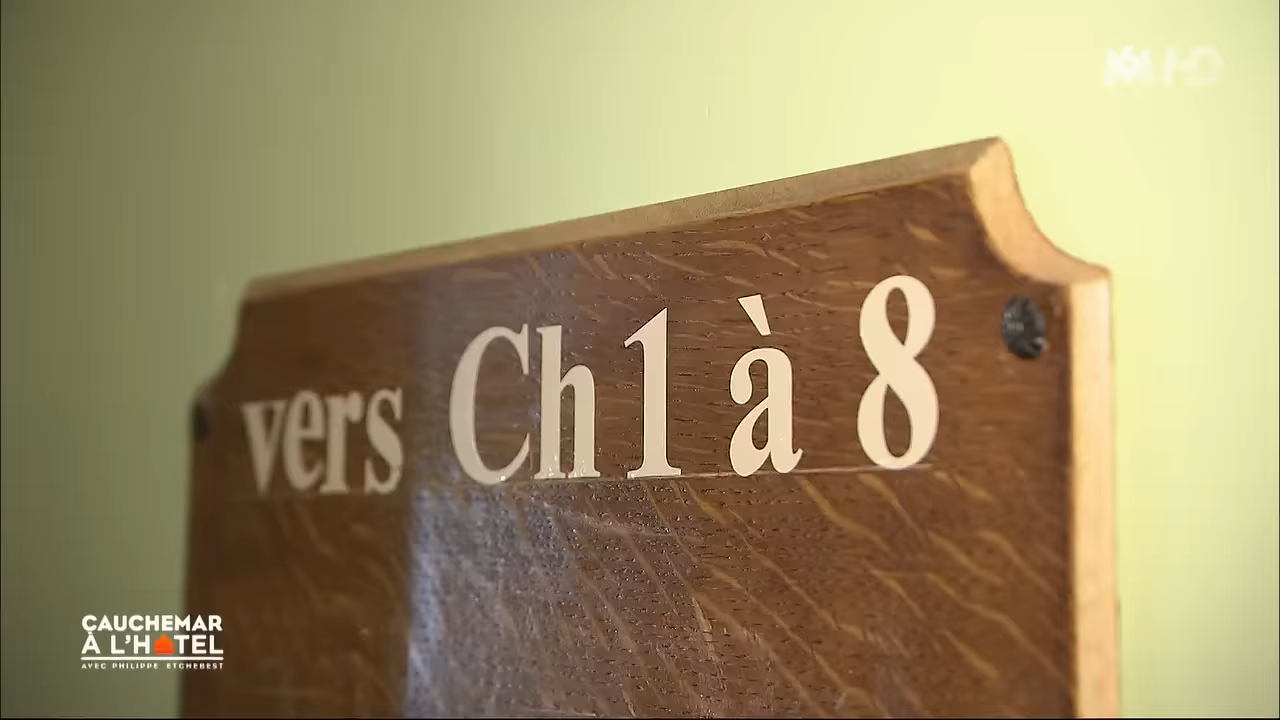 M6 HD
vers Ch1 à 8
CAUCHEMAR
À L'HÔTEL
AVEC PHILIPPE ETCHEBEST